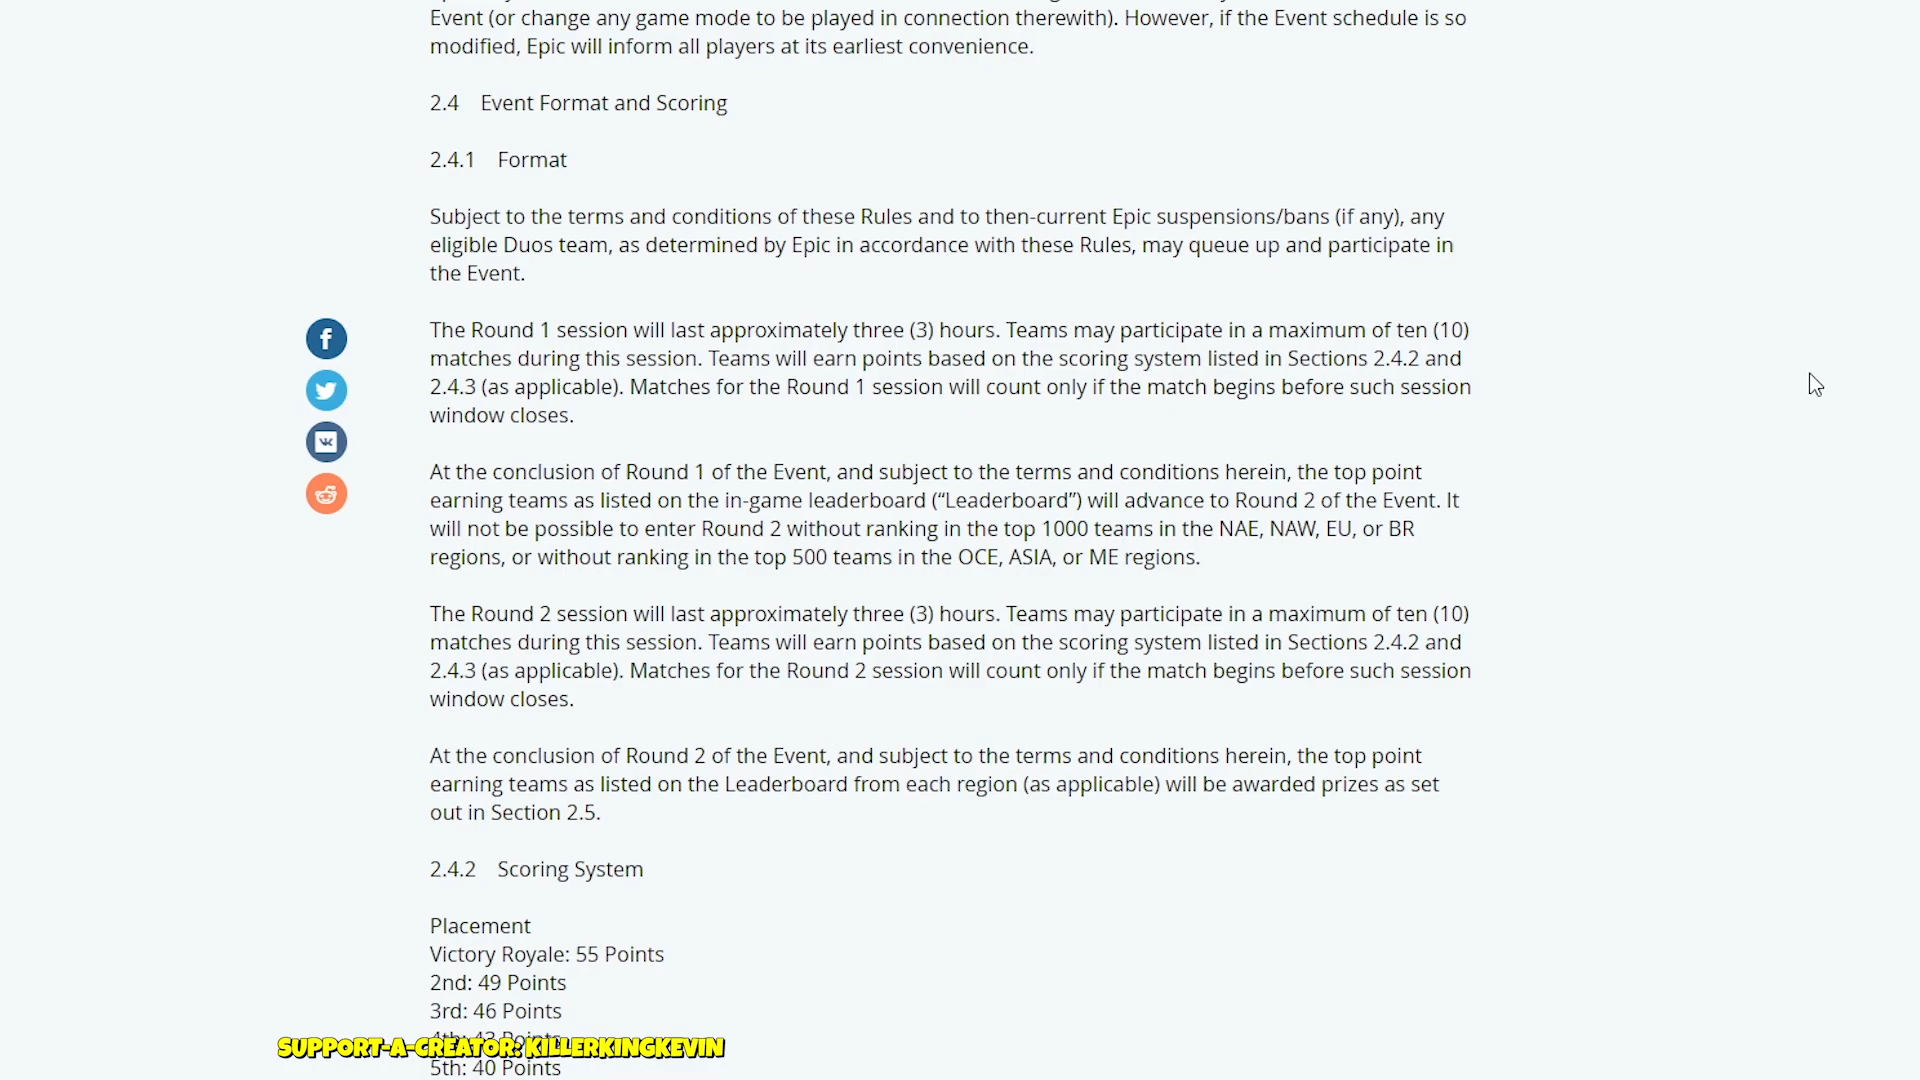 Event (or change any game mode to be played in connection therewith). However, if the Event schedule is so
modified, Epic will inform all players at its earliest convenience.
2.4 Event Format and Scoring
2.4.1 Format
Subject to the terms and conditions of these Rules and to then-current Epic suspensions/bans (if any), any
eligible Duos team, as determined by Epic in accordance with these Rules, may queue up and participate in
the Event.
The Round 1 session will last approximately three (3) hours. Teams may participate in a maximum of ten (10)
matches during this session. Teams will earn points based on the scoring system listed in Sections 2.4.2 and
2.4.3 (as applicable). Matches for the Round 1 session will count only if the match begins before such session
window closes.
At the conclusion of Round 1 of the Event, and subject to the terms and conditions herein, the top point
earning teams as listed on the in-game leaderboard (“Leaderboard”) will advance to Round 2 of the Event. It
will not be possible to enter Round 2 without ranking in the top 1000 teams in the NAE, NAW, EU, or BR
regions, or without ranking in the top 500 teams in the OCE, ASIA, or ME regions.
The Round 2 session will last approximately three (3) hours. Teams may participate in a maximum of ten (10)
matches during this session. Teams will earn points based on the scoring system listed in Sections 2.4.2 and
2.4.3 (as applicable). Matches for the Round 2 session will count only if the match begins before such session
window closes.
At the conclusion of Round 2 of the Event, and subject to the terms and conditions herein, the top point
earning teams as listed on the Leaderboard from each region (as applicable) will be awarded prizes as set
out in Section 2.5.
2.4.2 Scoring System
Placement
Victory Royale: 55 Points
2nd: 49 Points
3rd: 46 Points
SUPPORT-A-CREATOR: KILLERKINGKEVIN
5th: 40 Points